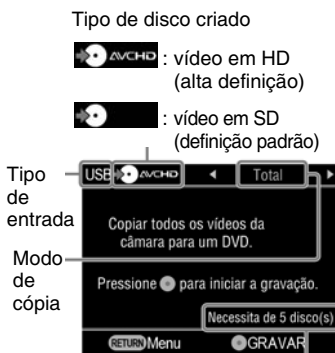 Tipo de disco criado
AVCHD : vídeo em HD
(alta definição)
: vídeo em SD
(definição padrão)
Tipo
de
entrada
USB AVCHD Total
Copiar todos os vídeos da
câmara para um DVD.
Modo
de
cópia
Pressione para iniciar a gravação.
Necessita de 5 disco(s)
RETURN Menu GRAVAR